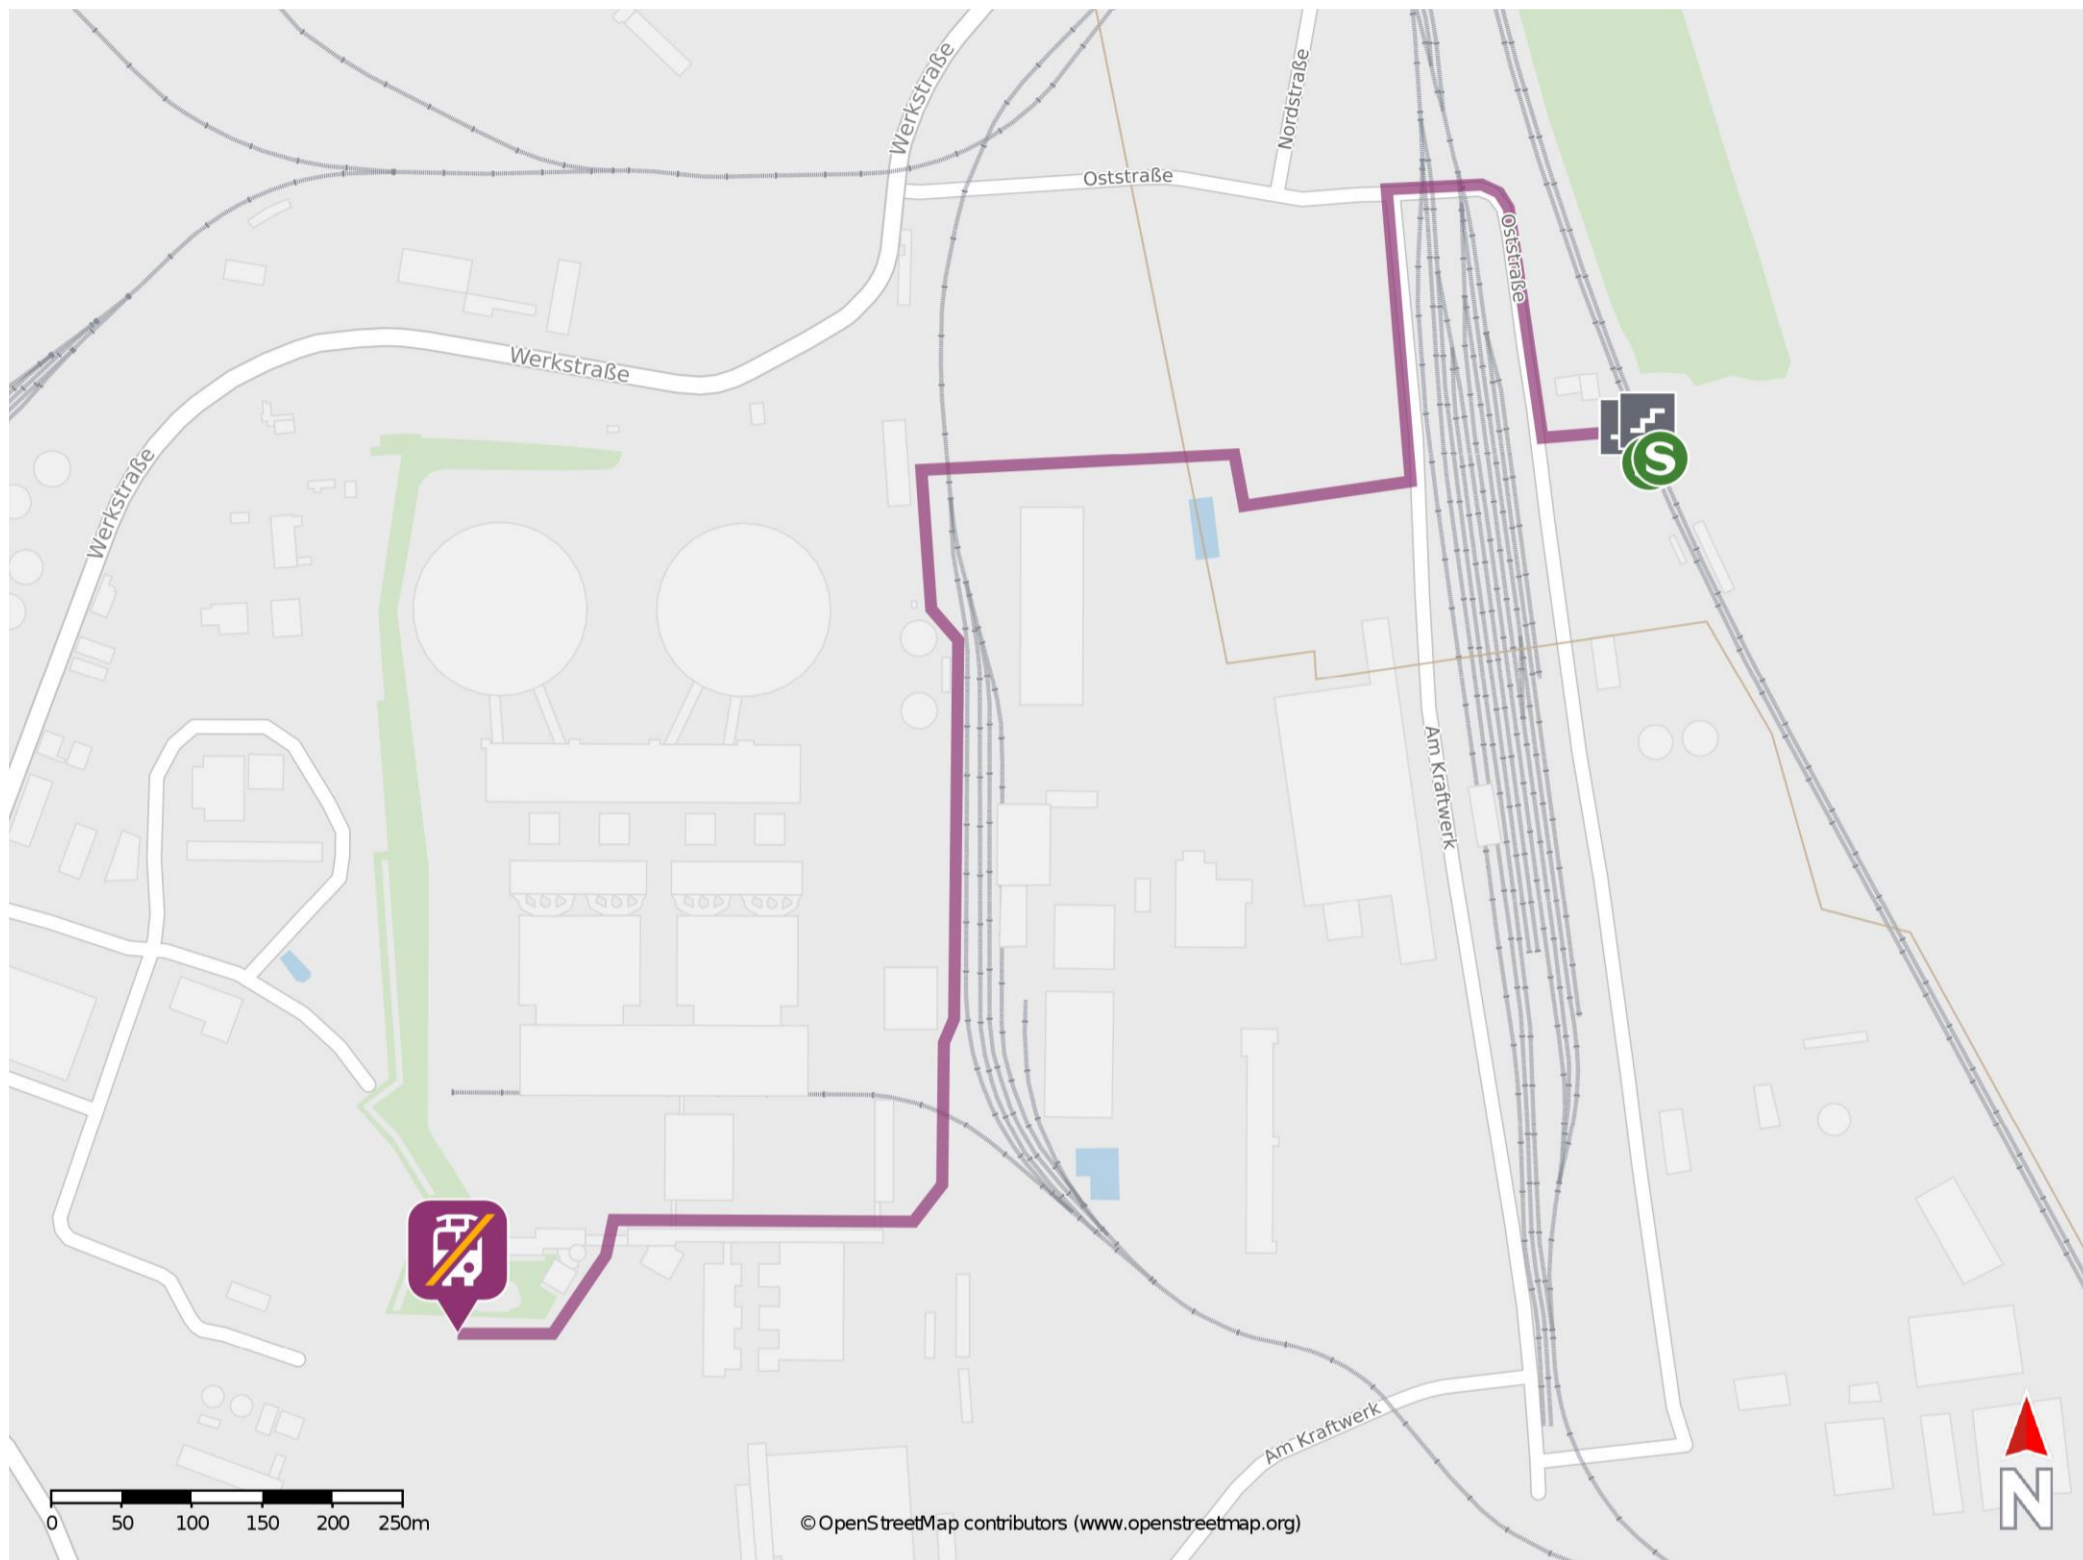 Werkstraße
Nordstraße
Oststraße
Oststraße
Werkstraße
S
Werkstraße
Am Kraftwerk
Am Kraftwerk
N
0 50 100 150 200 250m
© OpenStreetMap contributors (www.openstreetmap.org)